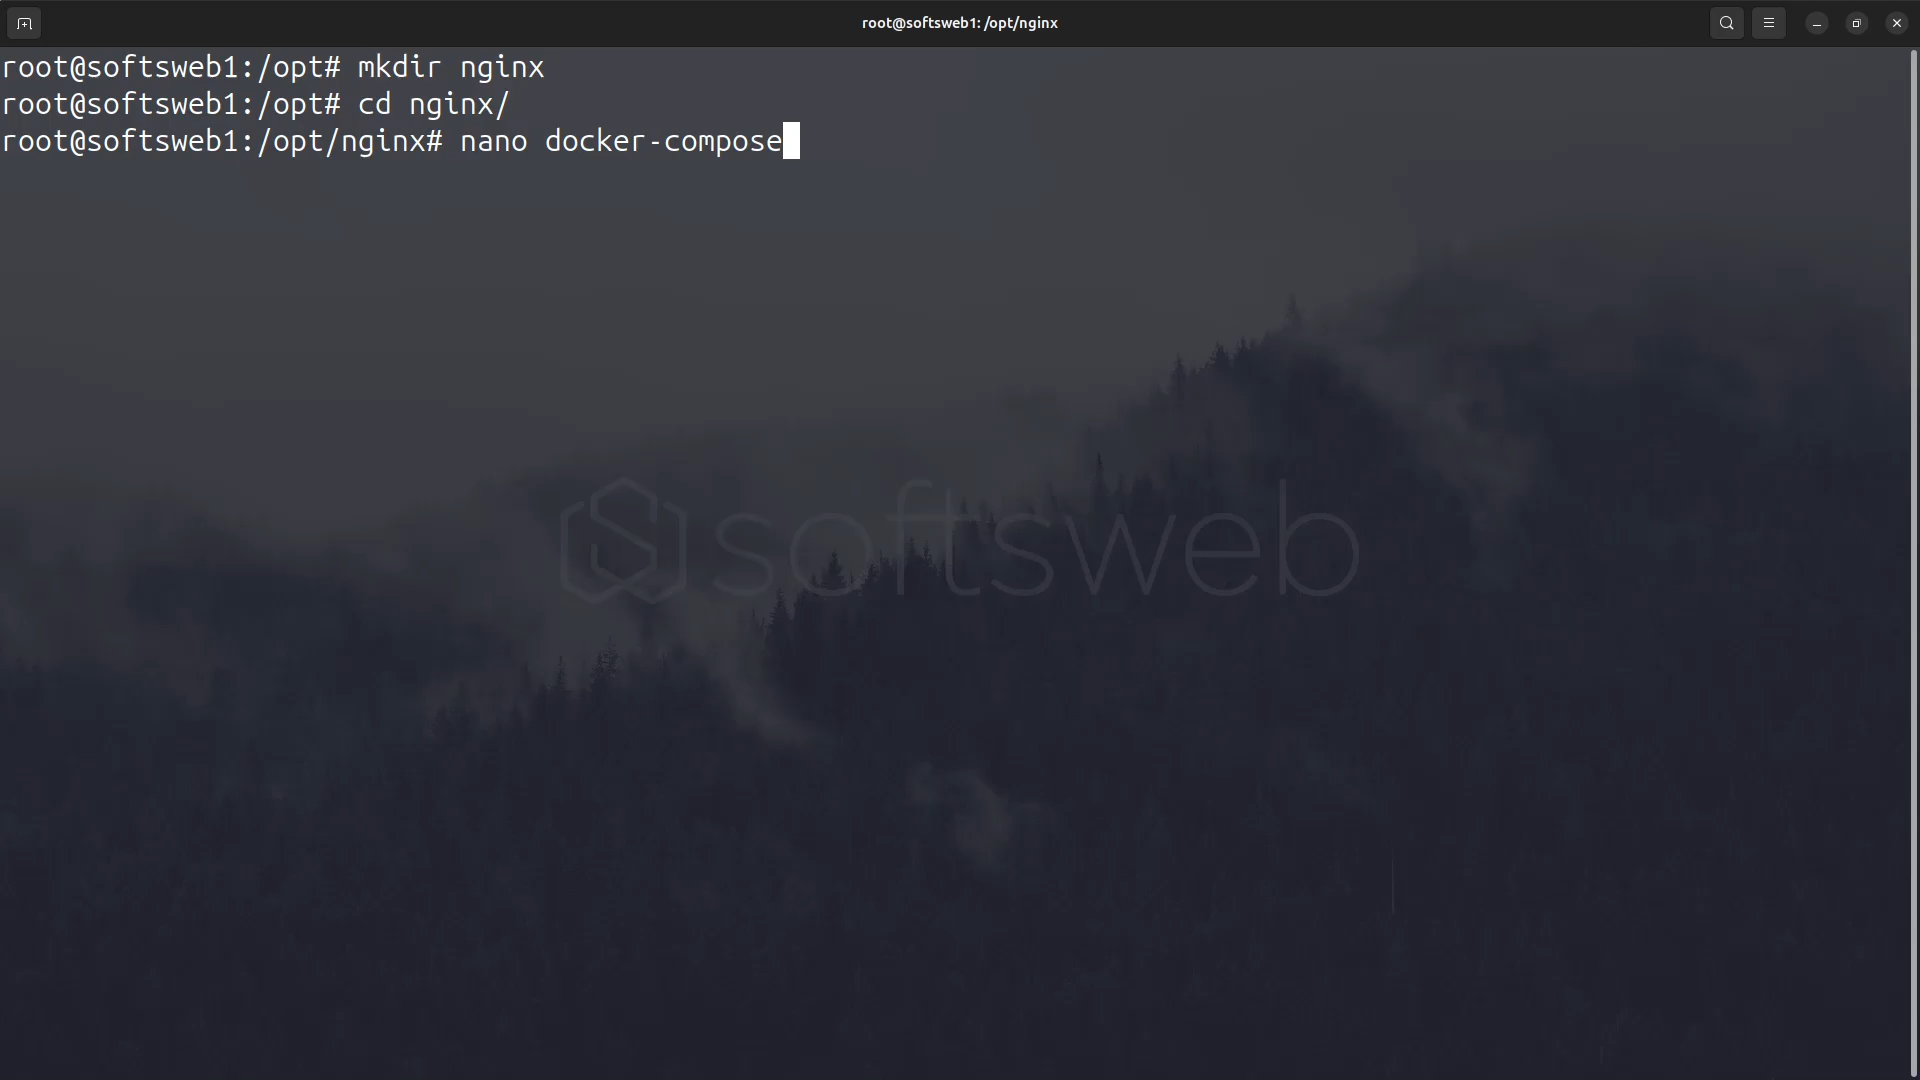 root@softsweb1: /opt/nginx
root@softsweb1:/opt# mkdir nginx
root@softsweb1:/opt# cd nginx/
root@softsweb1:/opt/nginx# nano docker-compose
softsweb